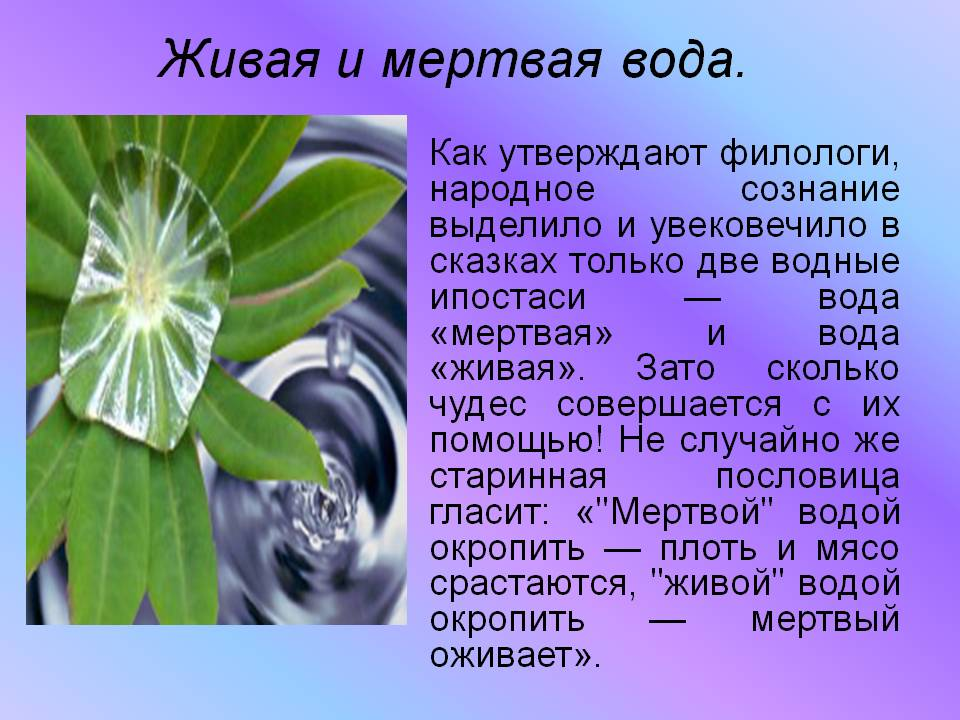 Живая и мертвая вода.
Как утверждают филологи,
народное сознание
выделило и увековечило в
сказках только две водные
ипостаси — вода
«мертвая» и вода
«живая». Зато сколько
чудес совершается с их
помощью! Не случайно же
старинная пословица
гласит: «"Мертвой" водой
окропить — плоть и мясо
срастаются, "живой" водой
окропить — мертвый
оживает».